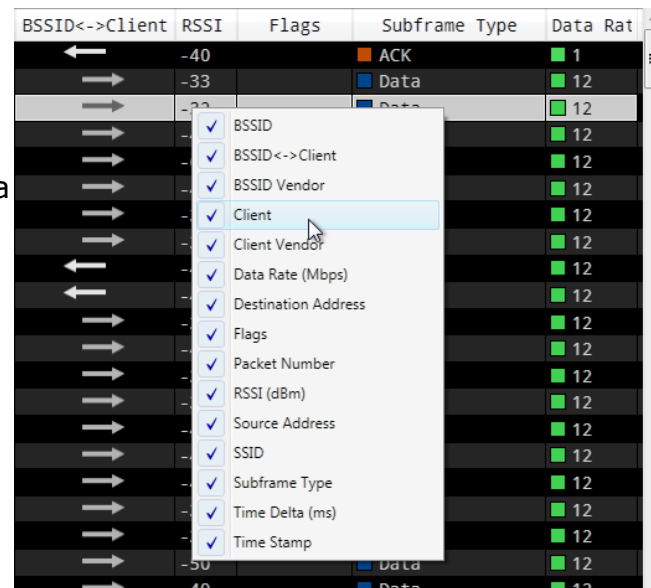 BSSID<->Client RSSI Flags Subframe Type Data Rat
-40 ACK 1
-33 Data 12
12
BSSID 12
BSSID<->Client 12
BSSID Vendor 12
a
Client 12
Client Vendor 12
Data Rate (Mbps) 12
Destination Address 12
Flags 12
12
Packet Number 12
RSSI (dBm) 12
Source Address 12
SSID 12
Subframe Type 12
Time Delta (ms) 12
Time Stamp 12
-50 Data 12